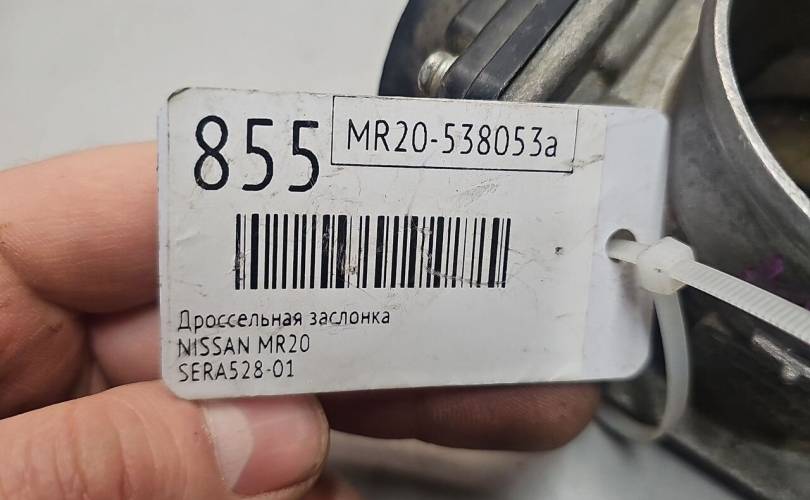 855
MR20-538053a
Дроссельная заслонка
NISSAN MR20
SERA528-01